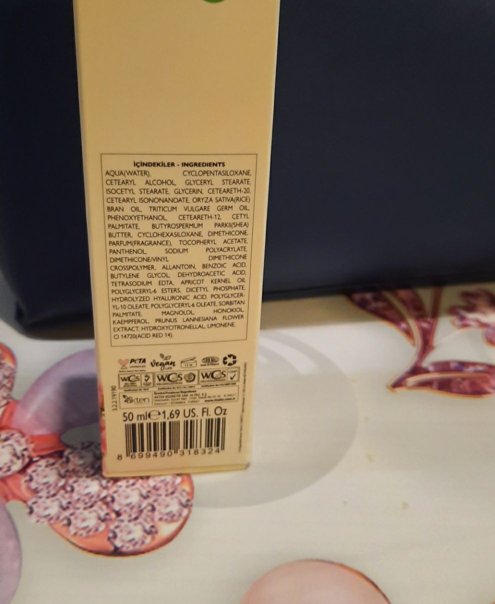 İÇİNDEKİLER - INGREDIENTS
AQUA(WATER), CYCLOPENTASILOXANE,
CETEARYL ALCOHOL, GLYCERYL STEARATE,
ISOCETYL STEARATE, GLYCERIN, CETEARETH-20,
CETEARYL ISONONANOATE, ORYZA SATIVA(RICE)
BRAN OIL, TRITICUM VULGARE GERM OIL,
PHENOXYETHANOL, CETEARETH-12, CETYL
PALMITATE, BUTYROSPERMUM PARKII(SHEA)
BUTTER, CYCLOHEXASILOXANE, DIMETHICONE,
PARFUM(FRAGRANCE), TOCOPHERYL ACETATE,
PANTHENOL, SODIUM POLYACRYLATE,
DIMETHICONE/VINYL DIMETHICONE
CROSSPOLYMER, ALLANTOIN, BENZOIC ACID,
BUTYLENE GLYCOL, DEHYDROACETIC ACID,
TETRASODIUM EDTA, APRICOT KERNEL OIL
POLYGLYCERYL-6 ESTERS, DICETYL PHOSPHATE,
HYDROLYZED HYALURONIC ACID, POLYGLYCER-
YL-10 OLEATE, POLYGLYCERYL-6 OLEATE, SORBITAN
PALMITATE, MAGNOLOL, HONOKIOL,
KAEMPFEROL, PRUNUS LANNESIANA FLOWER
EXTRACT, HYDROXYCITRONELLAL, LIMONENE,
CI 14720(ACID RED 14).
PETA vegan
WCS WCS WCS
akten
50 ml e 1,69 US. Fl. Oz
8 699490 318324